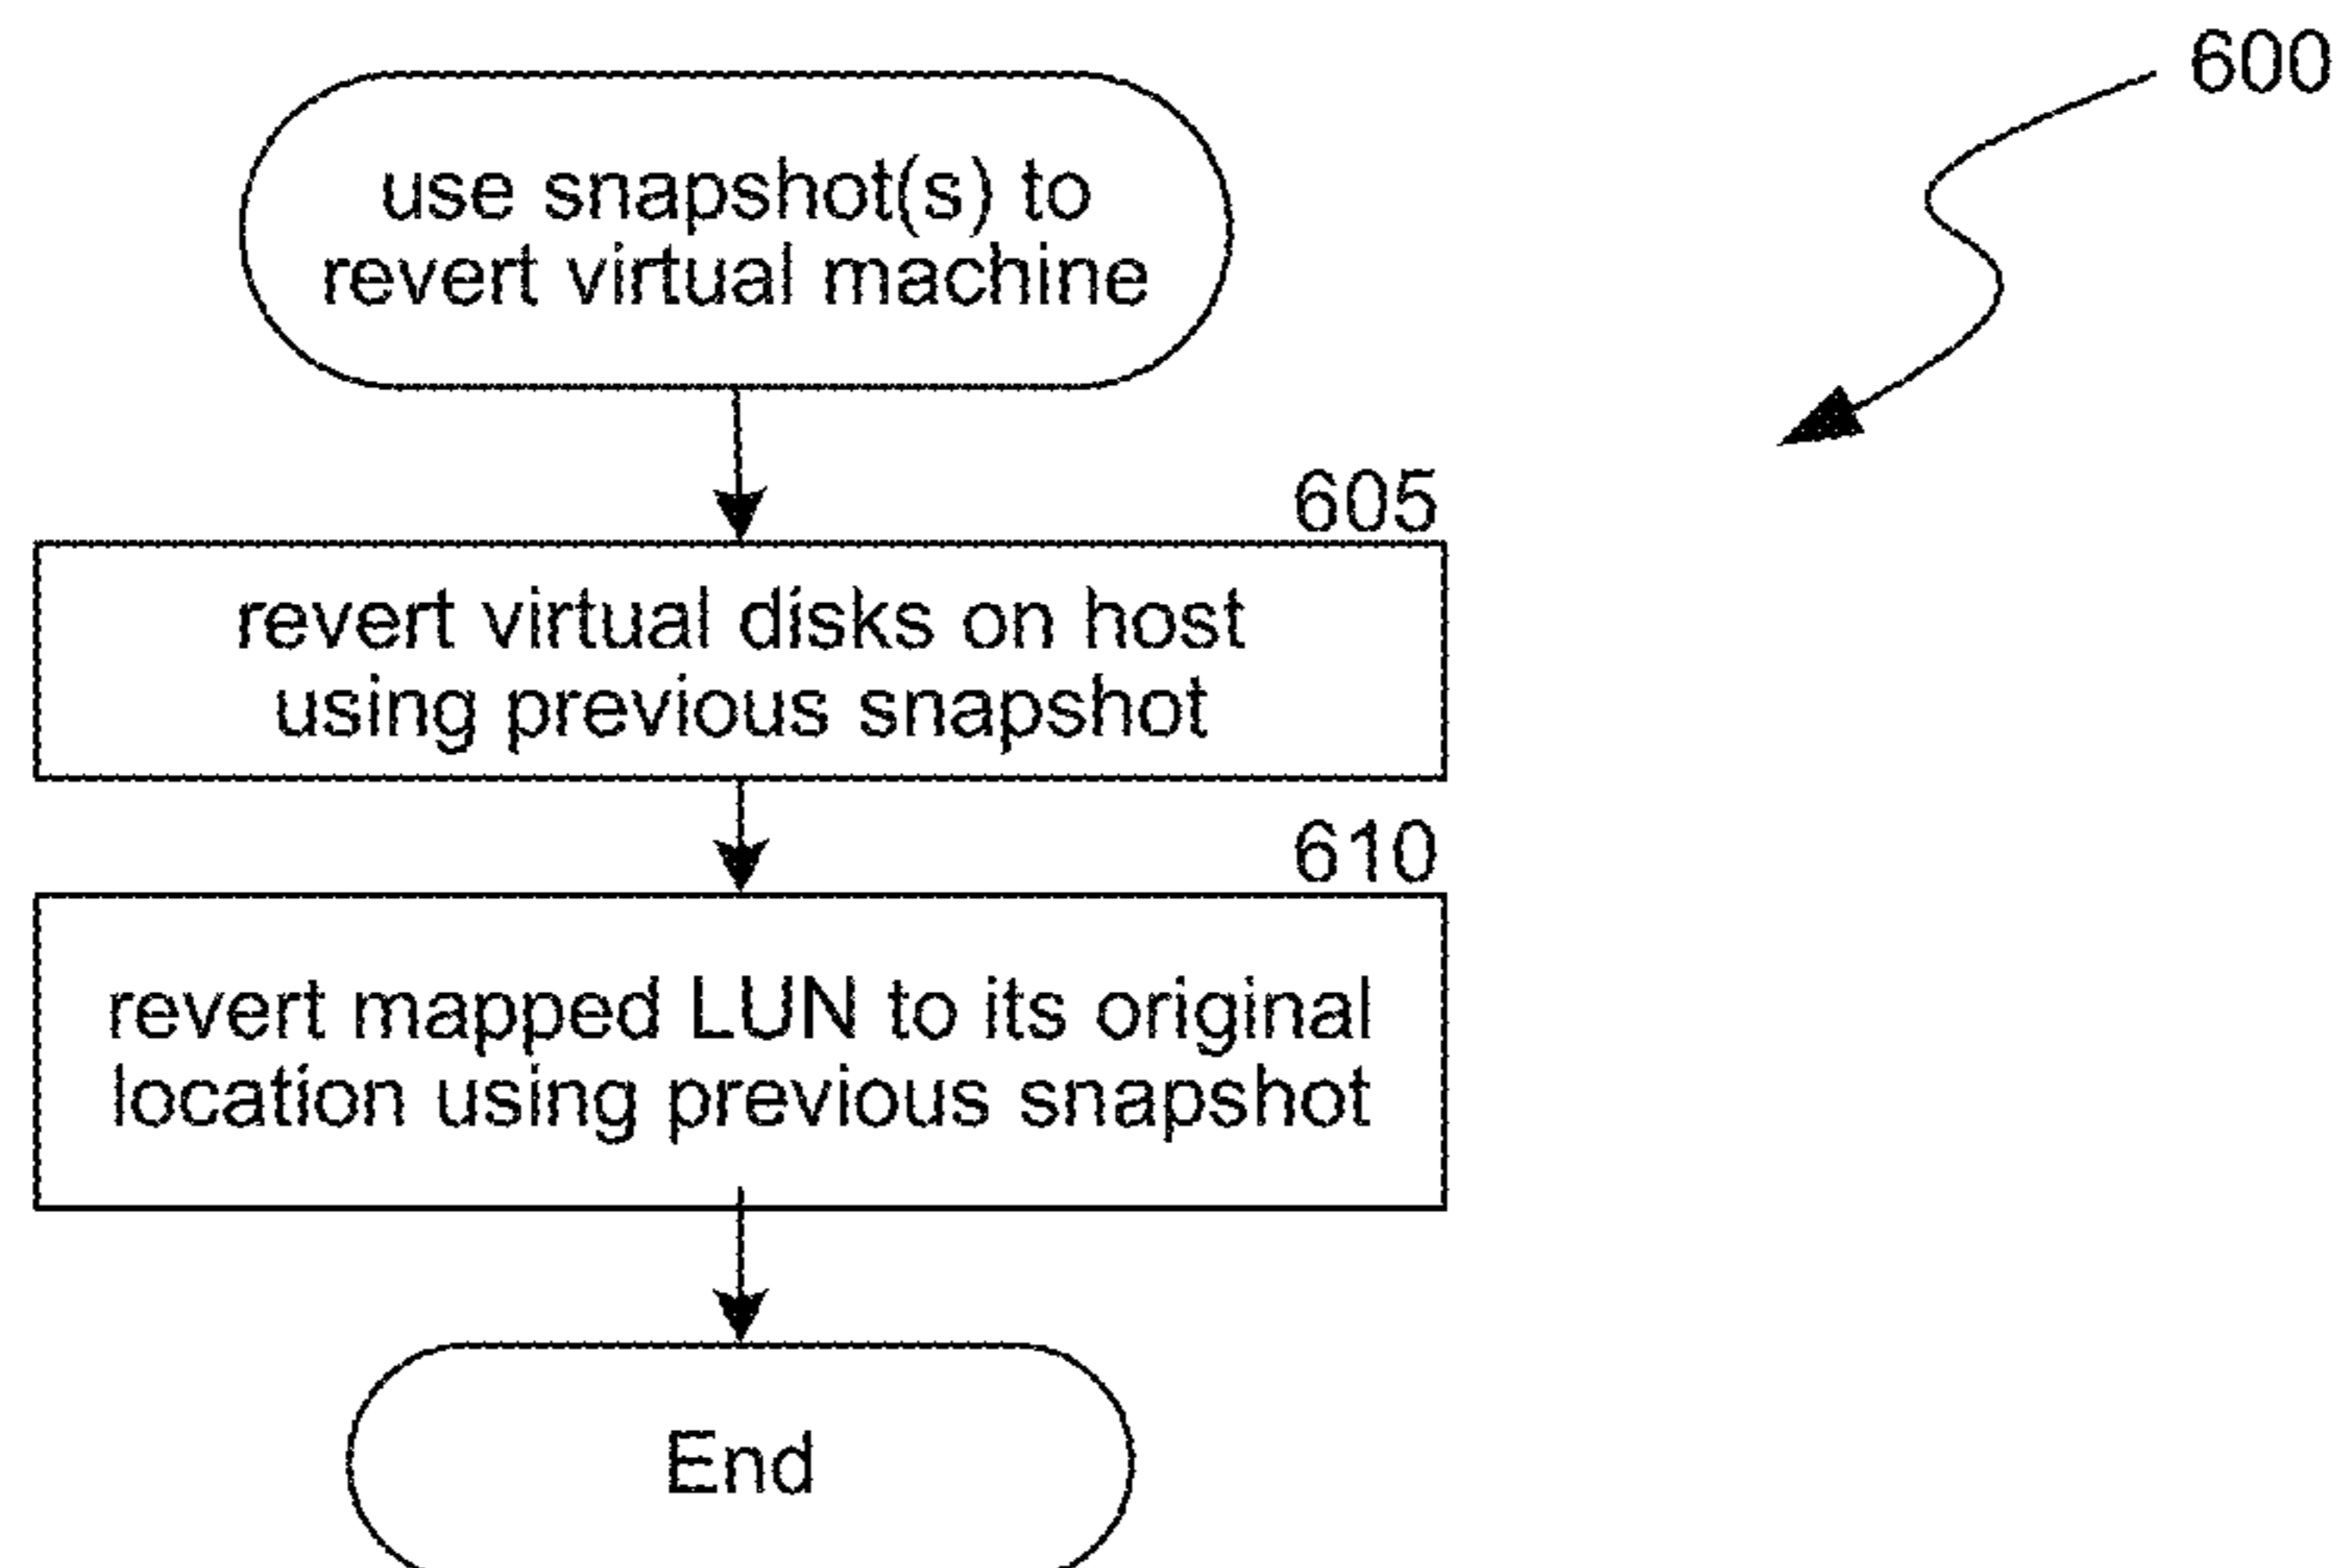 600
use snapshot(s) to
revert virtual machine
605
revert virtual disks on host
using previous snapshot
610
revert mapped LUN to its original
location using previous snapshot
End